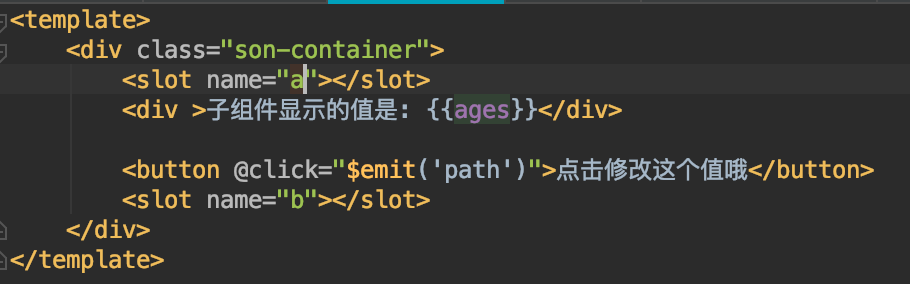 <template>
<div class="son-container">
<slot name="a"></slot>
<div >子组件显示的值是: {{ages}}</div>
<button @click="$emit('path')">点击修改这个值哦</button>
<slot name="b"></slot>
</div>
</template>